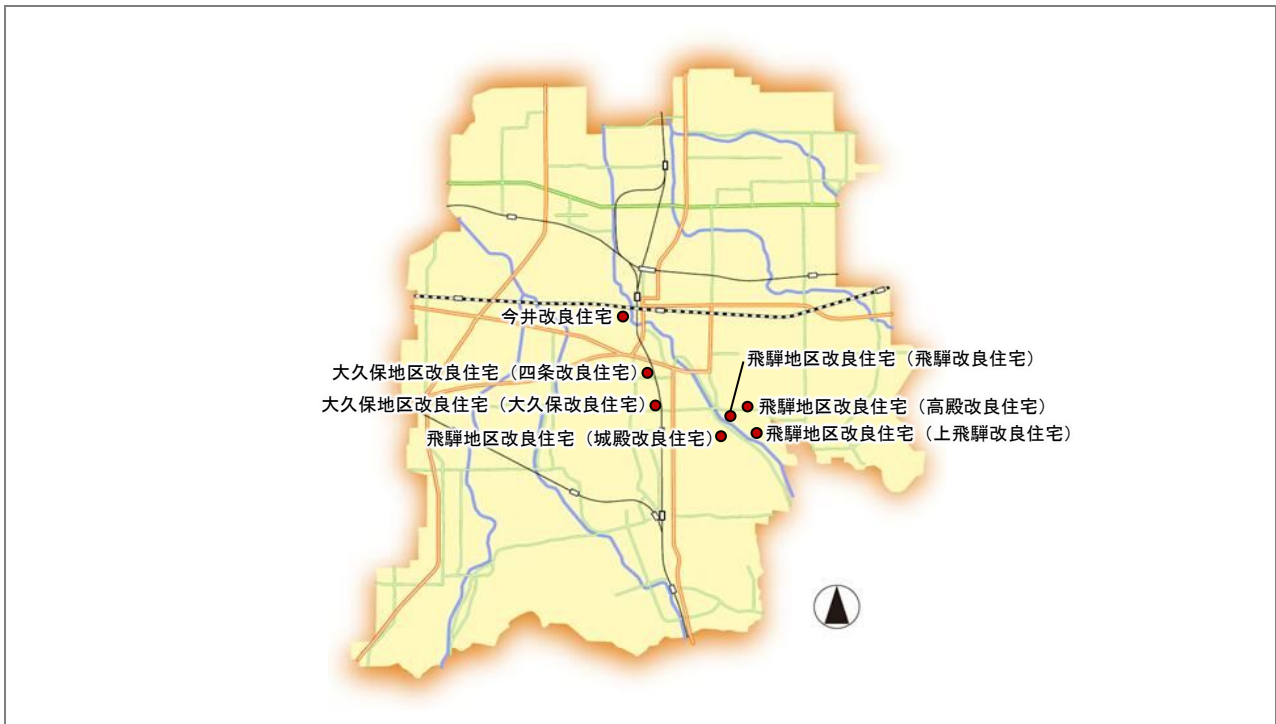 今井改良住宅
飛騨地区改良住宅（飛騨改良住宅）
大久保地区改良住宅（四条改良住宅）
大久保地区改良住宅（大久保改良住宅）
飛騨地区改良住宅（高殿改良住宅）
飛騨地区改良住宅（城殿改良住宅）
飛騨地区改良住宅（上飛騨改良住宅）